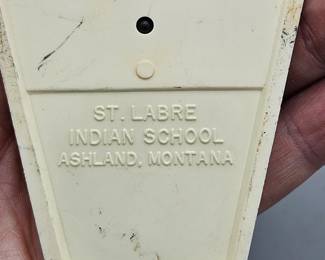 ST. LABRE
INDIAN SCHOOL
ASHLAND, MONTANA